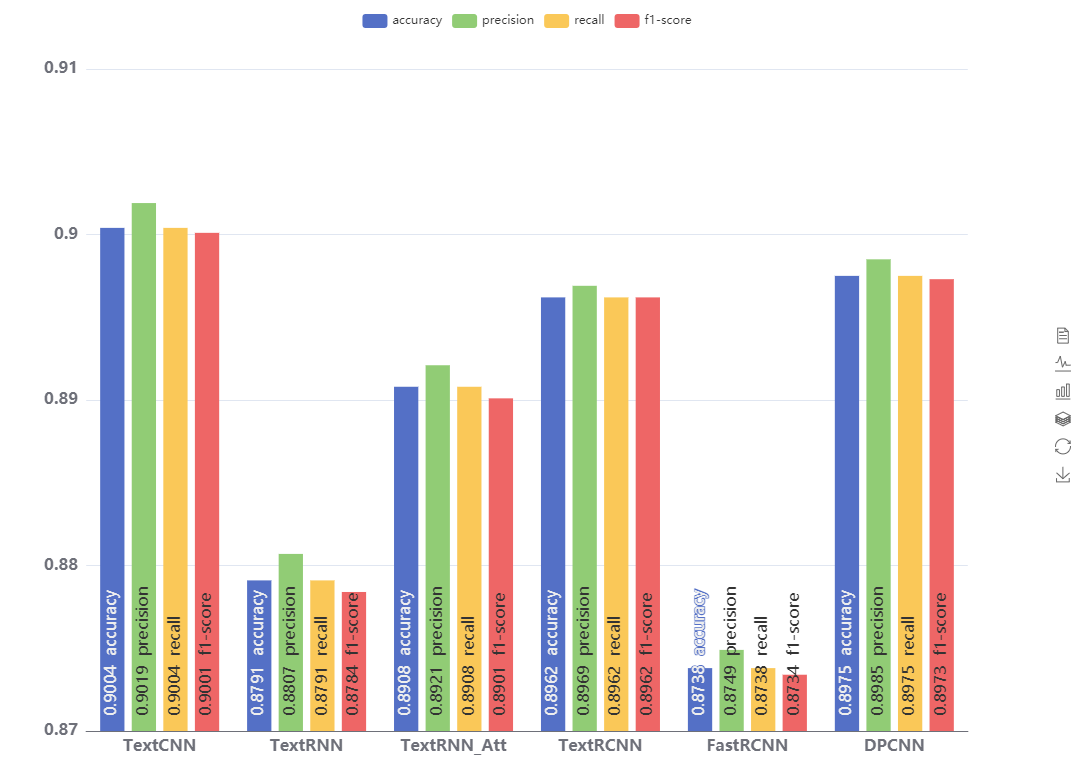 accuracy precision recall f1-score
0.91
0.9
0.89
0.88
0.87
0.9004 accuracy
0.9019 precision
0.9004 recall
0.9001 f1-score
0.8791 accuracy
0.8807 precision
0.8791 recall
0.8784 f1-score
0.8908 accuracy
0.8921 precision
0.8908 recall
0.8901 f1-score
0.8962 accuracy
0.8969 precision
0.8962 recall
0.8962 f1-score
0.8738 accuracy
0.8749 precision
0.8738 recall
0.8734 f1-score
0.8975 accuracy
0.8985 precision
0.8975 recall
0.8973 f1-score
TextCNN TextRNN TextRNN_Att TextRCNN FastRCNN DPCNN